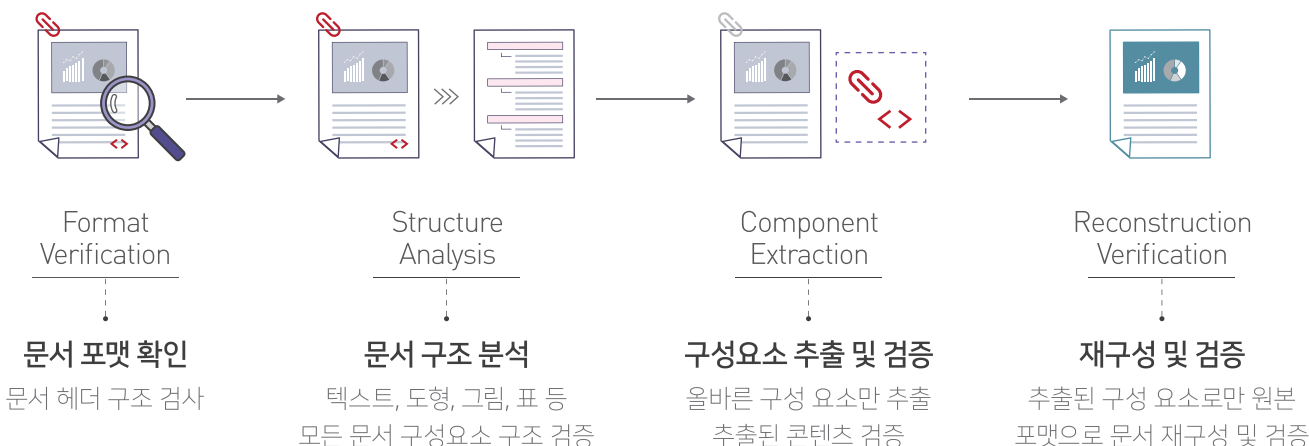 Format
Verification
Structure
Analysis
Component
Extraction
Reconstruction
Verification
문서 포맷 확인
문서 헤더 구조 검사
문서 구조 분석
텍스트, 도형, 그림, 표 등
모든 문서 구성요소 구조 검증
구성요소 추출 및 검증
올바른 구성 요소만 추출
추출된 콘텐츠 검증
재구성 및 검증
추출된 구성 요소로만 원본
포맷으로 문서 재구성 및 검증